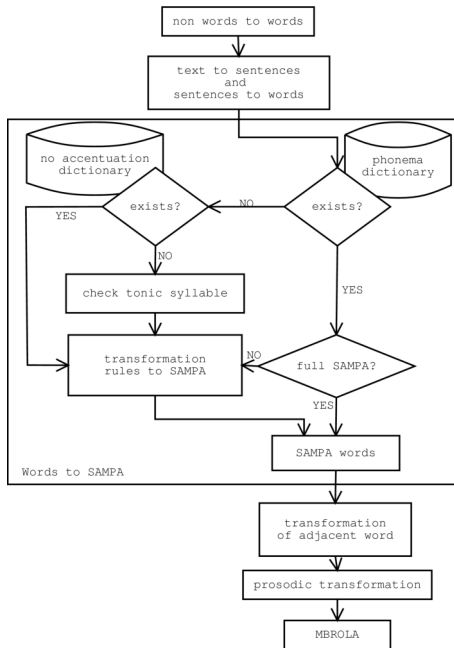 non words to words
text to sentences
and
sentences to words
no accentuation
dictionary
phonema
dictionary
exists?
NO
exists?
YES
NO
YES
check tonic syllable
transformation
rules to SAMPA
NO
full SAMPA?
YES
SAMPA words
Words to SAMPA
transformation
of adjacent word
prosodic transformation
MBROLA